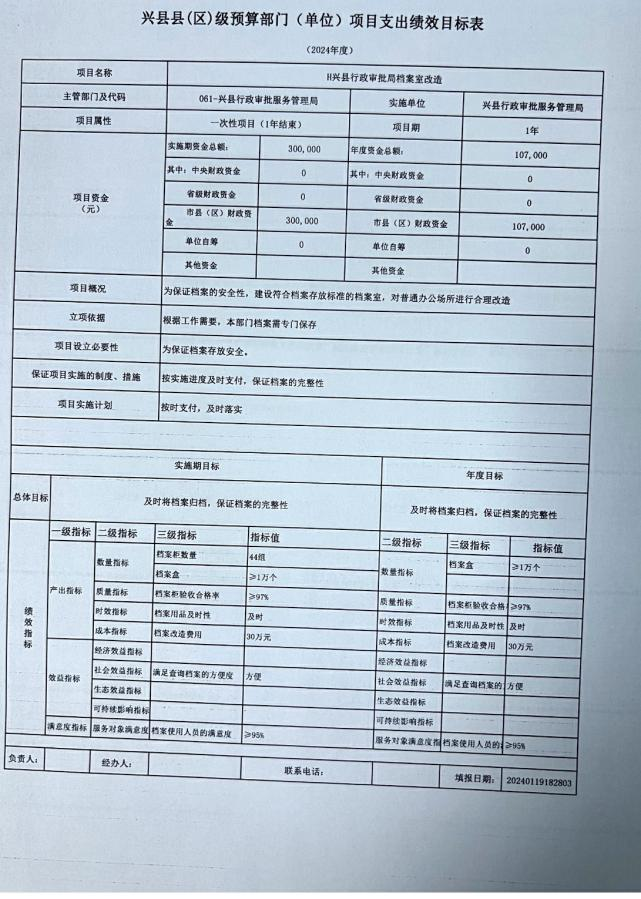 兴县县(区)级预算部门（单位）项目支出绩效目标表
（2024年度）
项目名称 H兴县行政审批局档案室改造
主管部门及代码 061-兴县行政审批服务管理局 实施单位 兴县行政审批服务管理局
项目属性 一次性项目（1年结束） 项目期 1年
项目资金
（元）
实施期资金总额： 300,000 年度资金总额： 107,000
其中：中央财政资金 0 其中：中央财政资金 0
省级财政资金 0 省级财政资金 0
市县（区）财政资金 300,000 市县（区）财政资金 107,000
单位自筹 0 单位自筹 0
其他资金 其他资金
项目概况 为保证档案的安全性，建设符合档案存放标准的档案室，对普通办公场所进行合理改造
立项依据 根据工作需要，本部门档案需专门保存
项目设立必要性 为保证档案存放安全。
保证项目实施的制度、措施 按实施进度及时支付，保证档案的完整性
项目实施计划 按时支付，及时落实
实施期目标 年度目标
总体目标 及时将档案归档，保证档案的完整性 及时将档案归档，保证档案的完整性
绩效指标
一级指标 二级指标 三级指标 指标值 二级指标 三级指标 指标值
产出指标 数量指标 档案柜数量 44组 数量指标 档案盒 ≥1万个
档案盒 ≥1万个
质量指标 档案柜验收合格率 ≥97% 质量指标 档案柜验收合格 ≥97%
时效指标 档案用品及时性 及时 时效指标 档案用品及时性 及时
成本指标 档案改造费用 30万元 成本指标 档案改造费用 30万元
效益指标 经济效益指标 经济效益指标
社会效益指标 满足查询档案的方便度 方便 社会效益指标 满足查询档案的 方便
生态效益指标 生态效益指标
可持续影响指标 可持续影响指标
满意度指标 服务对象满意度 档案使用人员的满意度 ≥95% 服务对象满意度指 档案使用人员的 ≥95%
负责人： 经办人： 联系电话： 填报日期： 20240119182803